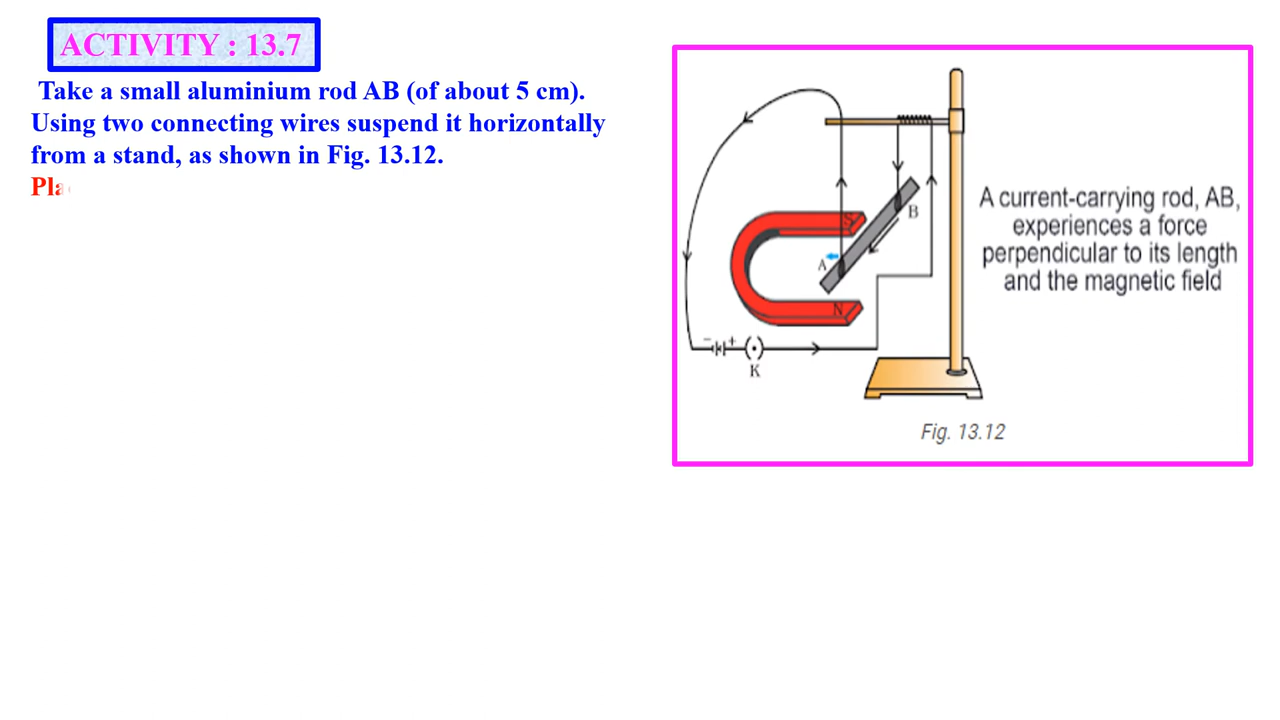 ACTIVITY : 13.7
Take a small aluminium rod AB (of about 5 cm).
Using two connecting wires suspend it horizontally
from a stand, as shown in Fig. 13.12.
Pla
S
B
A
N
− +
K
A current-carrying rod, AB,
experiences a force
perpendicular to its length
and the magnetic field
Fig. 13.12